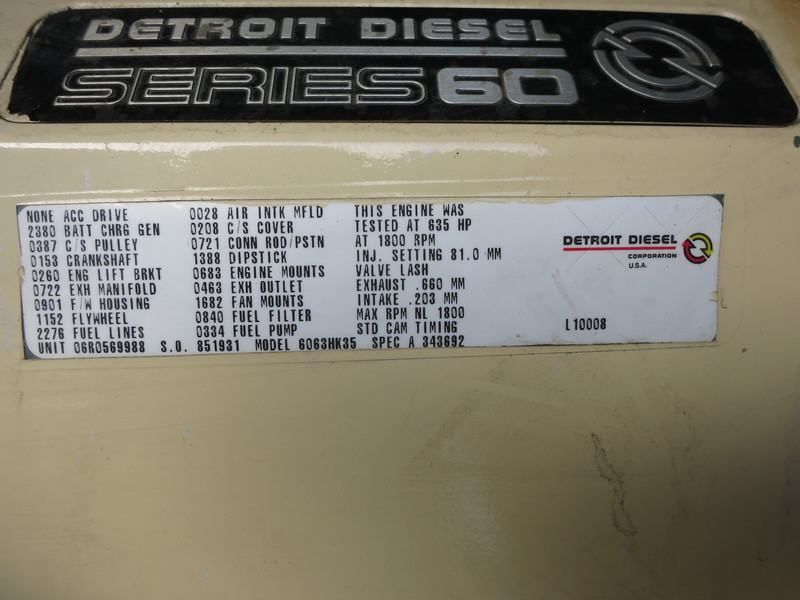 DETROIT DIESEL
SERIES 60
NONE ACC DRIVE 0028 AIR INTK MFLD THIS ENGINE WAS
2380 BATT CHRG GEN 0208 C/S COVER TESTED AT 635 HP
0387 C/S PULLEY 0721 CONN ROD/PSTN AT 1800 RPM
0153 CRANKSHAFT 1388 DIPSTICK INJ. SETTING 81.0 MM
0260 ENG LIFT BRKT 0683 ENGINE MOUNTS VALVE LASH
0722 EXH MANIFOLD 0463 EXH OUTLET EXHAUST .660 MM
0901 F/W HOUSING 1682 FAN MOUNTS INTAKE .203 MM
1152 FLYWHEEL 0840 FUEL FILTER MAX RPM NL 1800
2276 FUEL LINES 0334 FUEL PUMP STD CAM TIMING
UNIT 06R0569988 S.O. 851931 MODEL 6063HK35 SPEC A 343692
DETROIT DIESEL
CORPORATION
U.S.A.
L10008